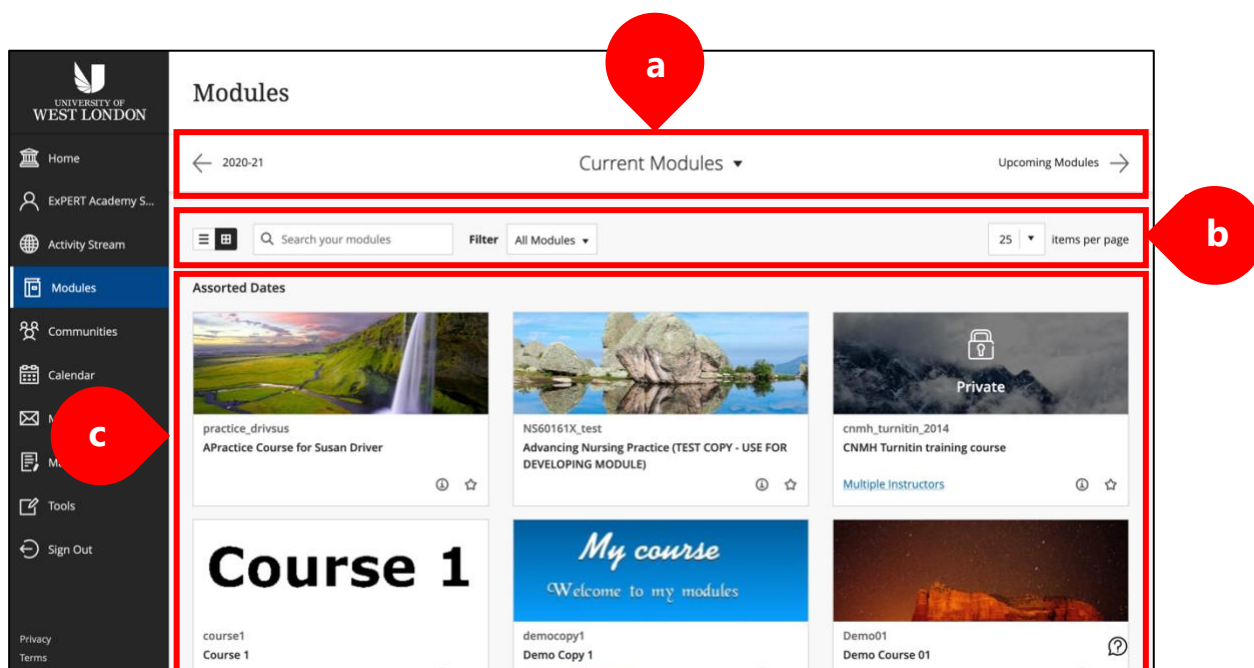 a
UNIVERSITY OF
WEST LONDON
Home
ExPERT Academy S...
Activity Stream
Modules
Communities
Calendar
Tools
Sign Out
Privacy
Terms
Modules
2020-21
Current Modules
Upcoming Modules
b
Search your modules
Filter
All Modules
25
items per page
c
Assorted Dates
practice_drivsus
APractice Course for Susan Driver
NS60161X_test
Advancing Nursing Practice (TEST COPY - USE FOR
DEVELOPING MODULE)
Private
cnmh_turnitin_2014
CNMH Turnitin training course
Multiple Instructors
Course 1
course1
Course 1
My course
Welcome to my modules
democopy1
Demo Copy 1
Demo01
Demo Course 01